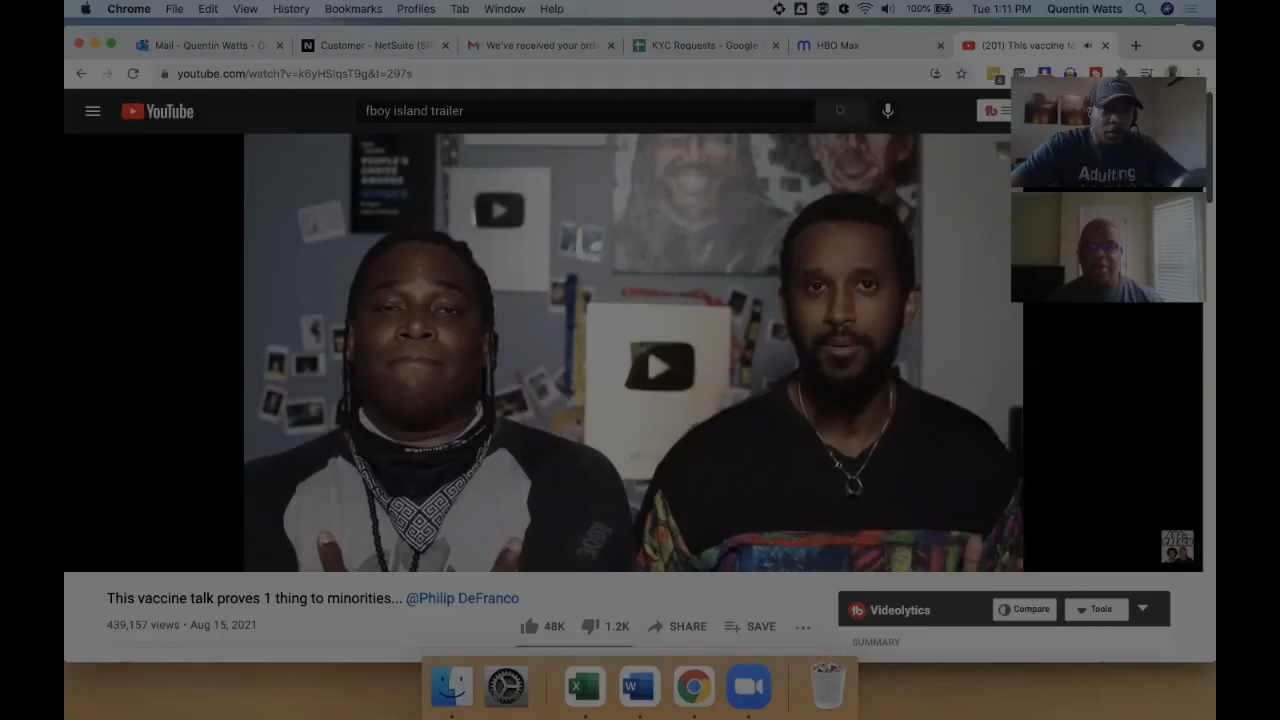 Chrome File Edit View History Bookmarks Profiles Tab Window Help 100% Tue 1:11 PM Quentin Watts
Mail - Quentin Watts - O
Customer - NetSuite (SR
We've received your ord
KYC Requests - Google
HBO Max
(201) This vaccine ta
youtube.com/watch?v=k6yHSIqsT9g&t=297s
YouTube
fboy island trailer
Adulting
PEOPLE'S
This vaccine talk proves 1 thing to minorities... @Philip DeFranco
439,157 views • Aug 15, 2021
48K 1.2K SHARE SAVE
Videolytics Compare Tools
SUMMARY